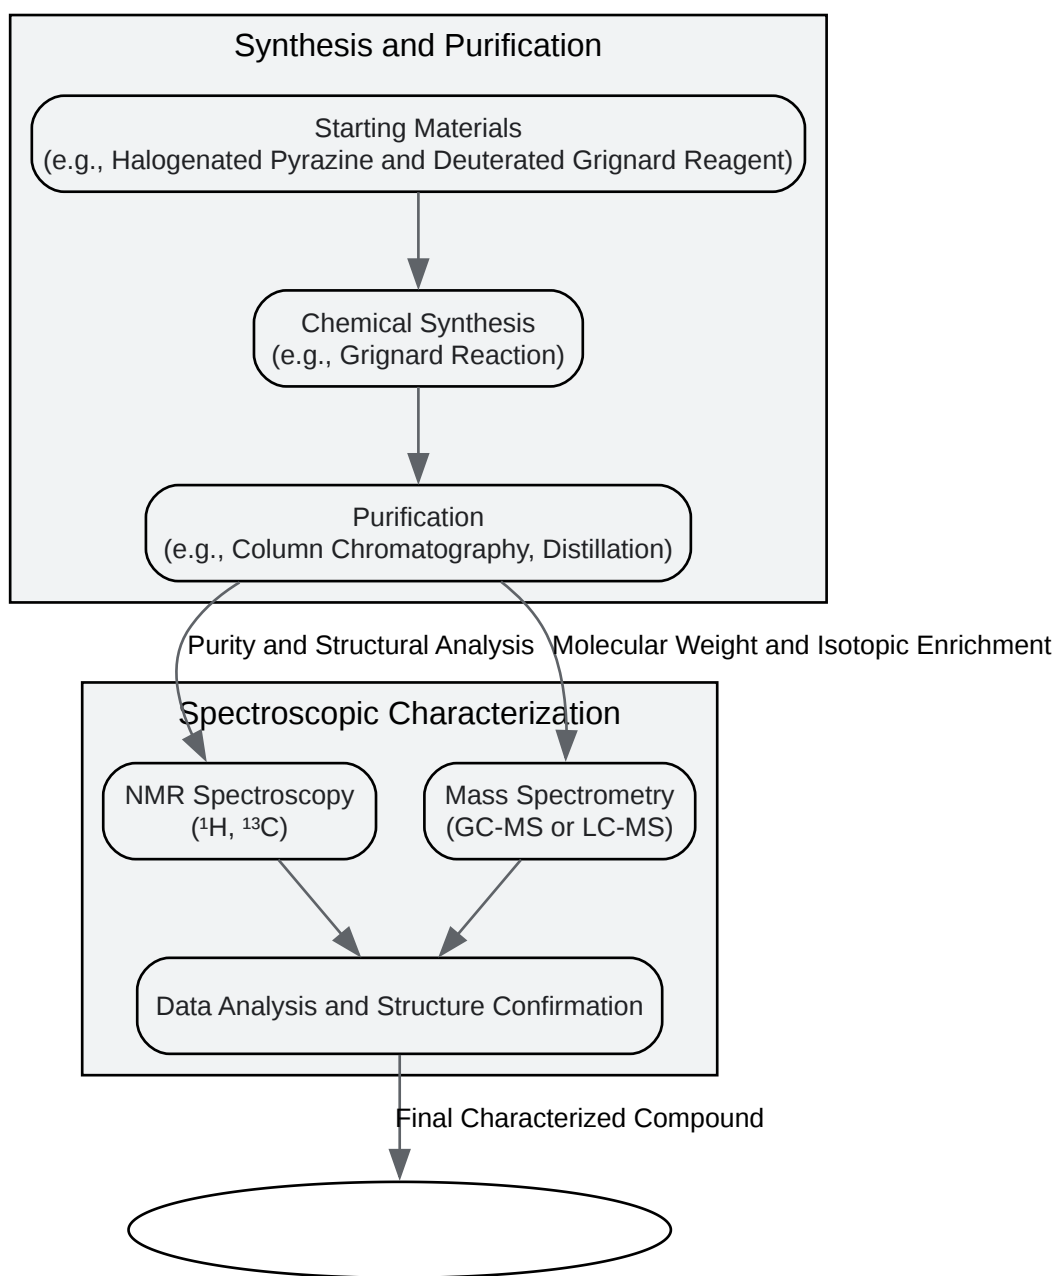 Synthesis and Purification
Starting Materials
(e.g., Halogenated Pyrazine and Deuterated Grignard Reagent)
Chemical Synthesis
(e.g., Grignard Reaction)
Purification
(e.g., Column Chromatography, Distillation)
Purity and Structural Analysis
Molecular Weight and Isotopic Enrichment
Spectroscopic Characterization
NMR Spectroscopy
(¹H, ¹³C)
Mass Spectrometry
(GC-MS or LC-MS)
Data Analysis and Structure Confirmation
Final Characterized Compound